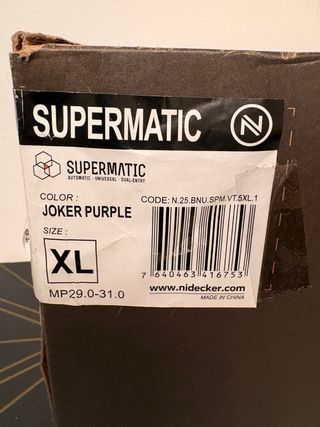 SUPERMATIC N
SUPERMATIC
AUTOMATIC - UNIVERSAL - DUAL-ENTRY
COLOR :
JOKER PURPLE
CODE: N.25.BNU.SPM.VT.5XL.1
SIZE :
XL
7 640463 416753
MP29.0-31.0
www.nidecker.com
MADE IN CHINA